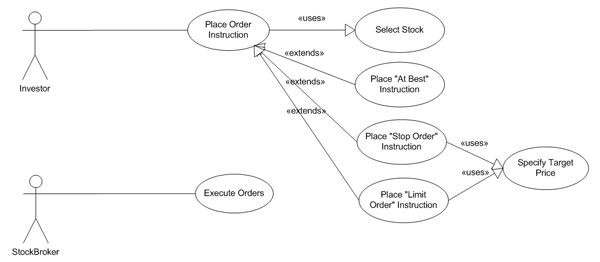 Place Order
Instruction
«uses»
Select Stock
«extends»
Investor
Place "At Best"
Instruction
«extends»
«extends»
Place "Stop Order"
Instruction
«uses»
Specify Target
Price
«uses»
Place "Limit
Order" Instruction
Execute Orders
StockBroker